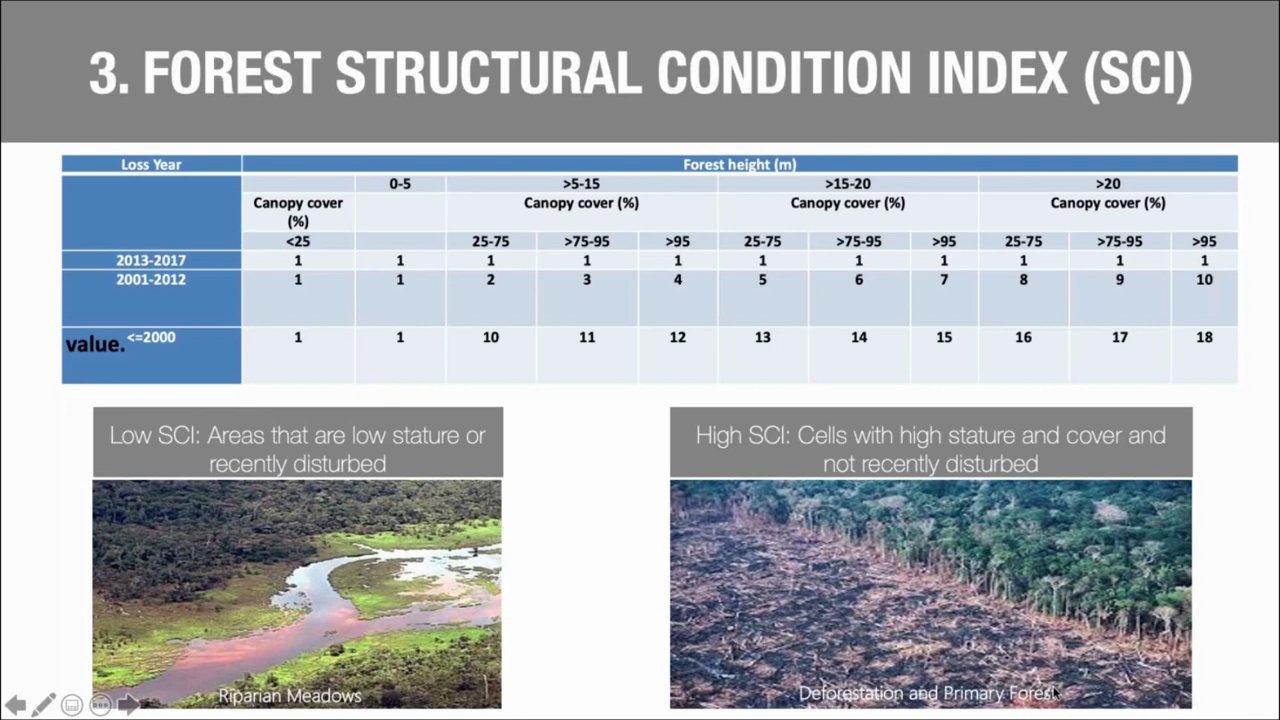 3. FOREST STRUCTURAL CONDITION INDEX (SCI)
Loss Year Forest height (m)
0-5 >5-15 >15-20 >20
Canopy cover Canopy cover (%) Canopy cover (%) Canopy cover (%)
(%)
<25 25-75 >75-95 >95 25-75 >75-95 >95 25-75 >75-95 >95
2013-2017 1 1 1 1 1 1 1 1 1 1 1
2001-2012 1 1 2 3 4 5 6 7 8 9 10
value. <=2000 1 1 10 11 12 13 14 15 16 17 18
Low SCI: Areas that are low stature or
recently disturbed
High SCI: Cells with high stature and cover and
not recently disturbed
Riparian Meadows
Deforestation and Primary Forest